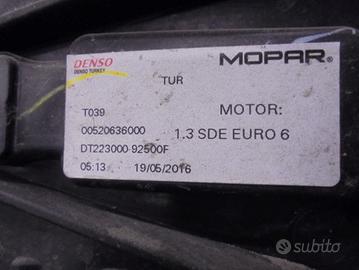 DENSO
DENSO TURKEY
MOPAR®
TUR
T039
MOTOR:
00520636000
1.3 SDE EURO 6
DT223000-92500F
05:13 19/05/2016
subito